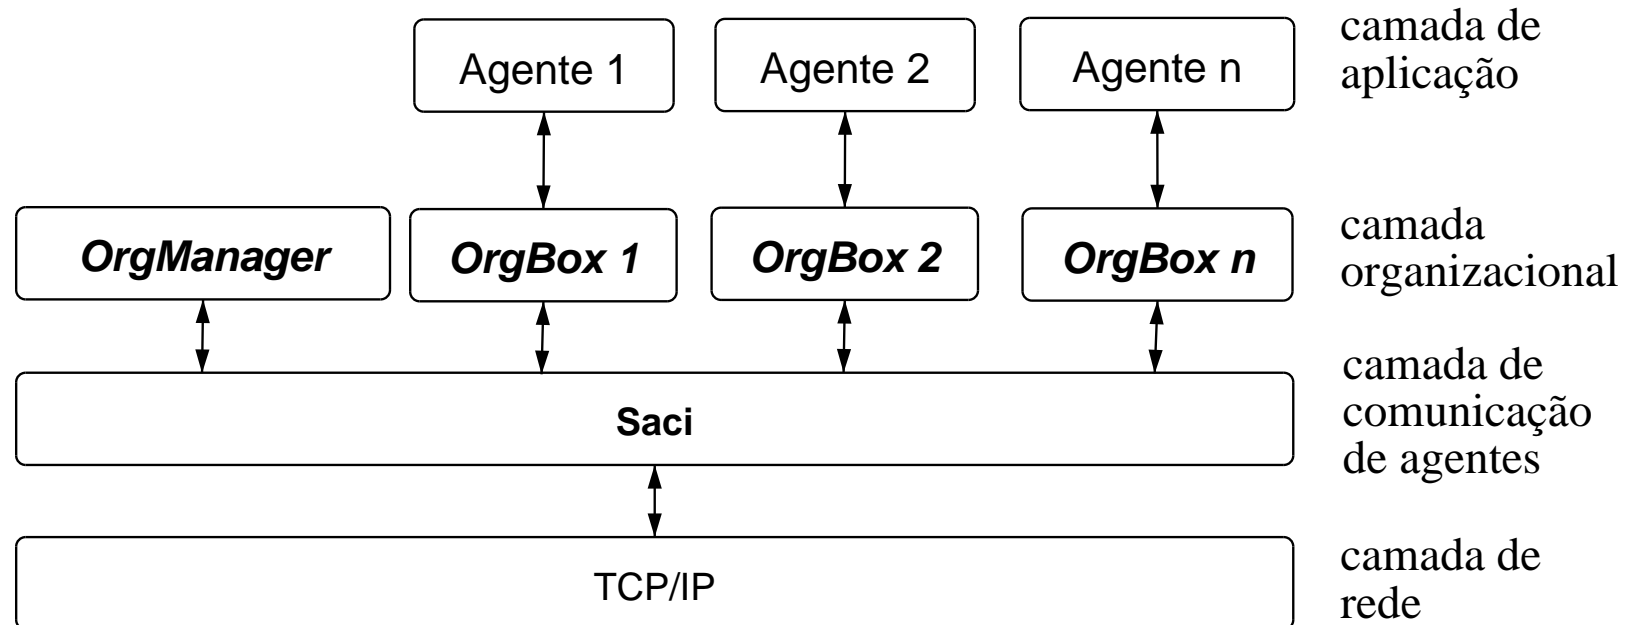 Agente 1
Agente 2
Agente n
camada de
aplicação
OrgManager
OrgBox 1
OrgBox 2
OrgBox n
camada
organizacional
Saci
camada de
comunicação
de agentes
TCP/IP
camada de
rede